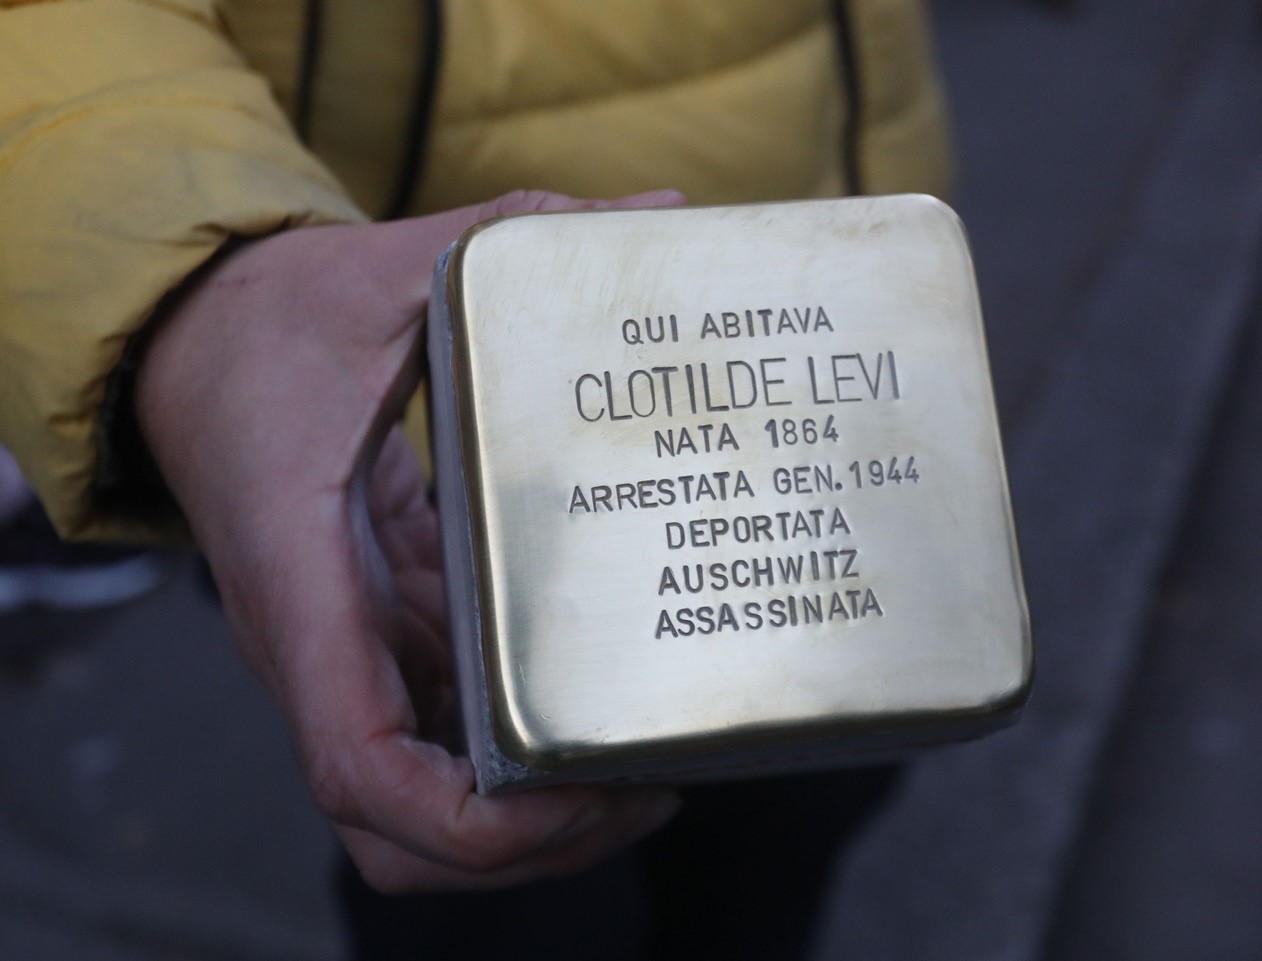 QUI ABITAVA
CLOTILDE LEVI
NATA 1864
ARRESTATA GEN. 1944
DEPORTATA
AUSCHWITZ
ASSASSINATA